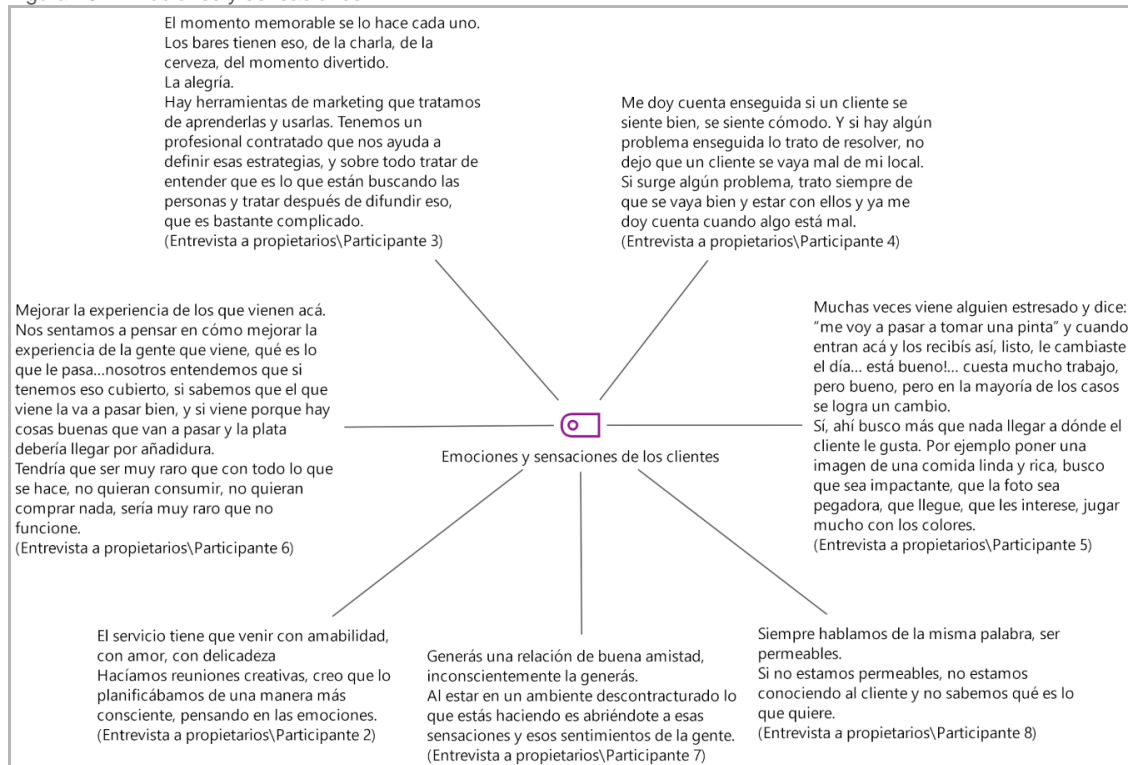 El momento memorable se lo hace cada uno.
Los bares tienen eso, de la charla, de la
cerveza, del momento divertido.
La alegría.
Hay herramientas de marketing que tratamos
de aprenderlas y usarlas. Tenemos un
profesional contratado que nos ayuda a
definir esas estrategias, y sobre todo tratar de
entender que es lo que están buscando las
personas y tratar después de difundir eso,
que es bastante complicado.
(Entrevista a propietarios\Participante 3)
Me doy cuenta enseguida si un cliente se
siente bien, se siente cómodo. Y si hay algún
problema enseguida lo trato de resolver, no
dejo que un cliente se vaya mal de mi local.
Si surge algún problema, trato siempre de
que se vaya bien y estar con ellos y ya me
doy cuenta cuando algo está mal.
(Entrevista a propietarios\Participante 4)
Mejorar la experiencia de los que vienen acá.
Nos sentamos a pensar en cómo mejorar la
experiencia de la gente que viene, qué es lo
que le pasa...nosotros entendemos que si
tenemos eso cubierto, si sabemos que el que
viene la va a pasar bien, y si viene porque hay
cosas buenas que van a pasar y la plata
debería llegar por añadidura.
Tendría que ser muy raro que con todo lo que
se hace, no quieran consumir, no quieran
comprar nada, sería muy raro que no
funcione.
(Entrevista a propietarios\Participante 6)
Emociones y sensaciones de los clientes
Muchas veces viene alguien estresado y dice:
“me voy a pasar a tomar una pinta” y cuando
entran acá y los recibís así, listo, le cambiaste
el día... está bueno!... cuesta mucho trabajo,
pero bueno, pero en la mayoría de los casos
se logra un cambio.
Sí, ahí busco más que nada llegar a dónde el
cliente le gusta. Por ejemplo poner una
imagen de una comida linda y rica, busco
que sea impactante, que la foto sea
pegadora, que llegue, que les interese, jugar
mucho con los colores.
(Entrevista a propietarios\Participante 5)
El servicio tiene que venir con amabilidad,
con amor, con delicadeza
Hacíamos reuniones creativas, creo que lo
planificábamos de una manera más
consciente, pensando en las emociones.
(Entrevista a propietarios\Participante 2)
Generás una relación de buena amistad,
inconscientemente la generás.
Al estar en un ambiente descontracturado lo
que estás haciendo es abriéndote a esas
sensaciones y esos sentimientos de la gente.
(Entrevista a propietarios\Participante 7)
Siempre hablamos de la misma palabra, ser
permeables.
Si no estamos permeables, no estamos
conociendo al cliente y no sabemos qué es lo
que quiere.
(Entrevista a propietarios\Participante 8)